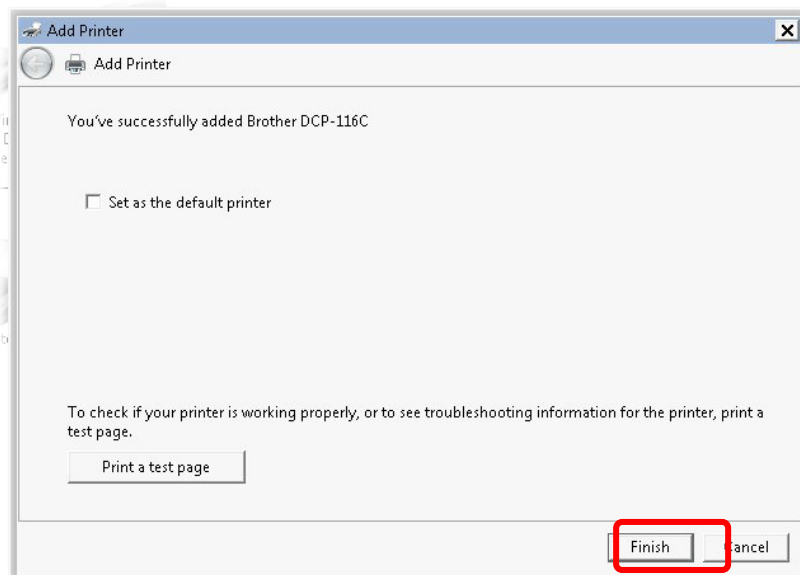 Add Printer
Add Printer
You've successfully added Brother DCP-116C
Set as the default printer
To check if your printer is working properly, or to see troubleshooting information for the printer, print a
test page.
Print a test page
Finish
Cancel